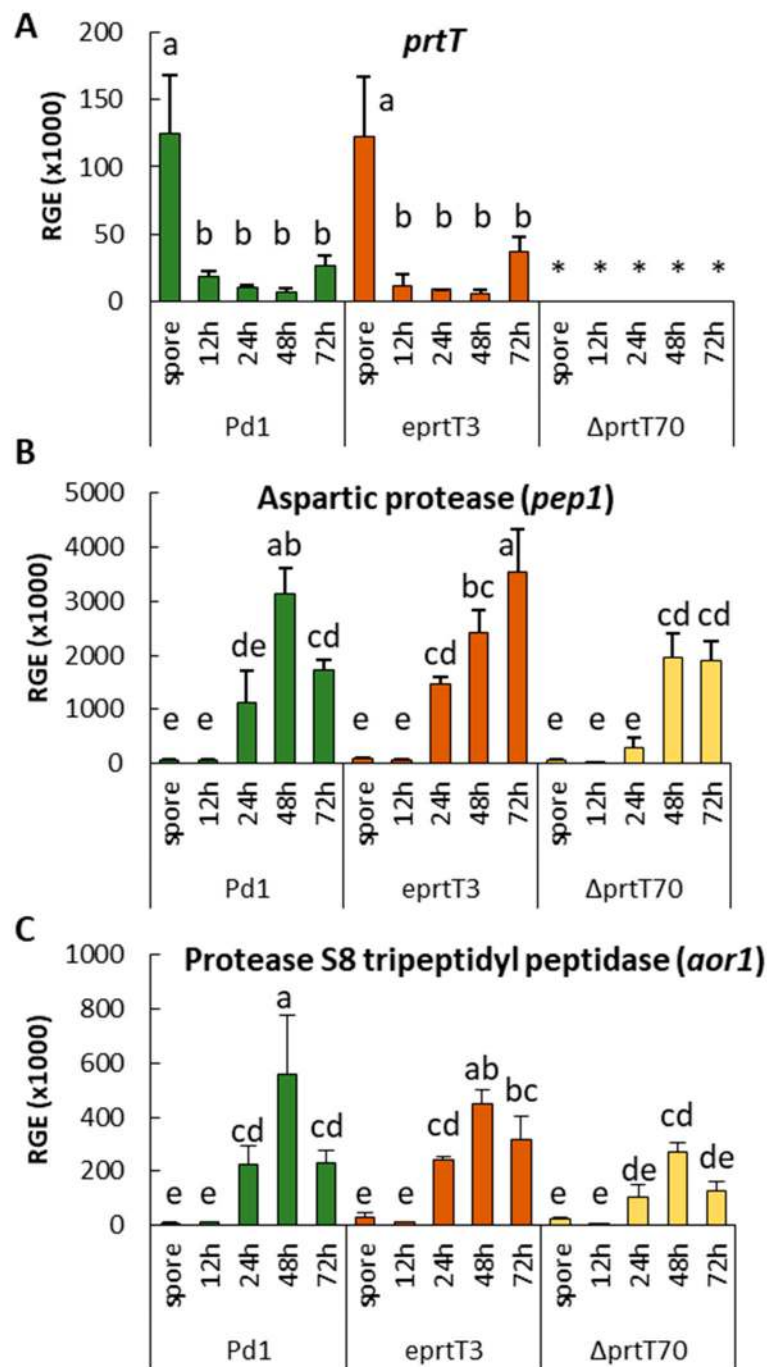 A
prtT
200
150
100
50
0
RGE (x1000)
a
b b b b
a
b b b b
* * * * *
spore 12h 24h 48h 72h spore 12h 24h 48h 72h spore 12h 24h 48h 72h
Pd1 eprtT3 ΔprtT70
B
Aspartic protease (pep1)
5000
4000
3000
2000
1000
0
RGE (x1000)
e e de ab cd
e e cd bc a
e e e cd cd
spore 12h 24h 48h 72h spore 12h 24h 48h 72h spore 12h 24h 48h 72h
Pd1 eprtT3 ΔprtT70
C
Protease S8 tripeptidyl peptidase (aor1)
1000
800
600
400
200
0
RGE (x1000)
e e cd a cd
e e cd ab bc
e e de cd de
spore 12h 24h 48h 72h spore 12h 24h 48h 72h spore 12h 24h 48h 72h
Pd1 eprtT3 ΔprtT70